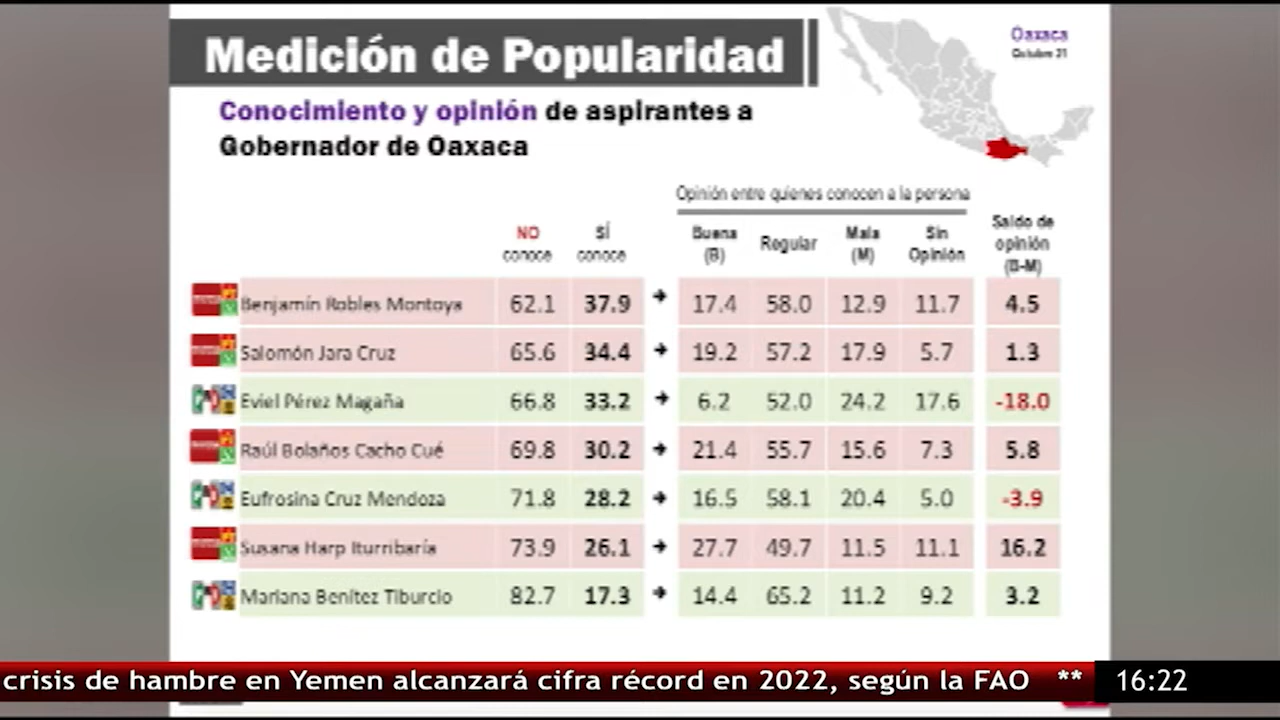 Medición de Popularidad
Oaxaca
Octubre 21
Conocimiento y opinión de aspirantes a
Gobernador de Oaxaca
Opinión entre quienes conocen a la persona
NO conoce SÍ conoce Buena (B) Regular Mala (M) Sin Opinión Saldo de opinión (B-M)
Benjamín Robles Montoya 62.1 37.9 → 17.4 58.0 12.9 11.7 4.5
Salomón Jara Cruz 65.6 34.4 → 19.2 57.2 17.9 5.7 1.3
Eviel Pérez Magaña 66.8 33.2 → 6.2 52.0 24.2 17.6 -18.0
Raúl Bolaños Cacho Cué 69.8 30.2 → 21.4 55.7 15.6 7.3 5.8
Eufrosina Cruz Mendoza 71.8 28.2 → 16.5 58.1 20.4 5.0 -3.9
Susana Harp Iturribaría 73.9 26.1 → 27.7 49.7 11.5 11.1 16.2
Mariana Benítez Tiburcio 82.7 17.3 → 14.4 65.2 11.2 9.2 3.2
crisis de hambre en Yemen alcanzará cifra récord en 2022, según la FAO ** 16:22